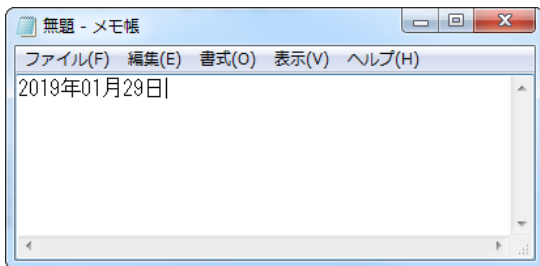 無題 - メモ帳
ファイル(F) 編集(E) 書式(O) 表示(V) ヘルプ(H)
2019年01月29日